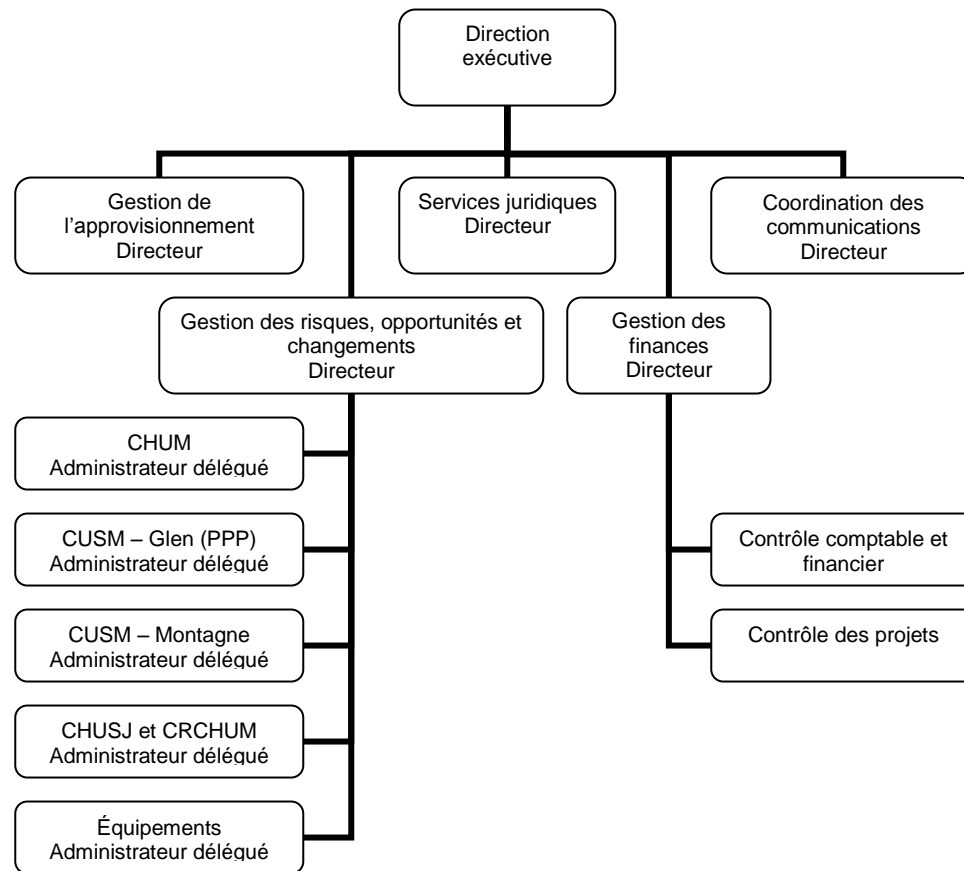 Direction
exécutive
Gestion de
l’approvisionnement
Directeur
Services juridiques
Directeur
Coordination des
communications
Directeur
Gestion des risques, opportunités et
changements
Directeur
Gestion des
finances
Directeur
CHUM
Administrateur délégué
CUSM – Glen (PPP)
Administrateur délégué
CUSM – Montagne
Administrateur délégué
CHUSJ et CRCHUM
Administrateur délégué
Équipements
Administrateur délégué
Contrôle comptable et
financier
Contrôle des projets